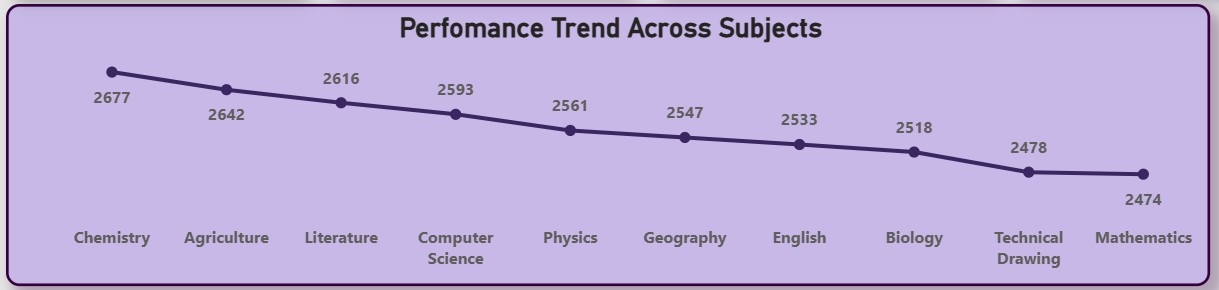 Perfomance Trend Across Subjects
2677
2642
2616
2593
2561
2547
2533
2518
2478
2474
Chemistry
Agriculture
Literature
Computer
Science
Physics
Geography
English
Biology
Technical
Drawing
Mathematics